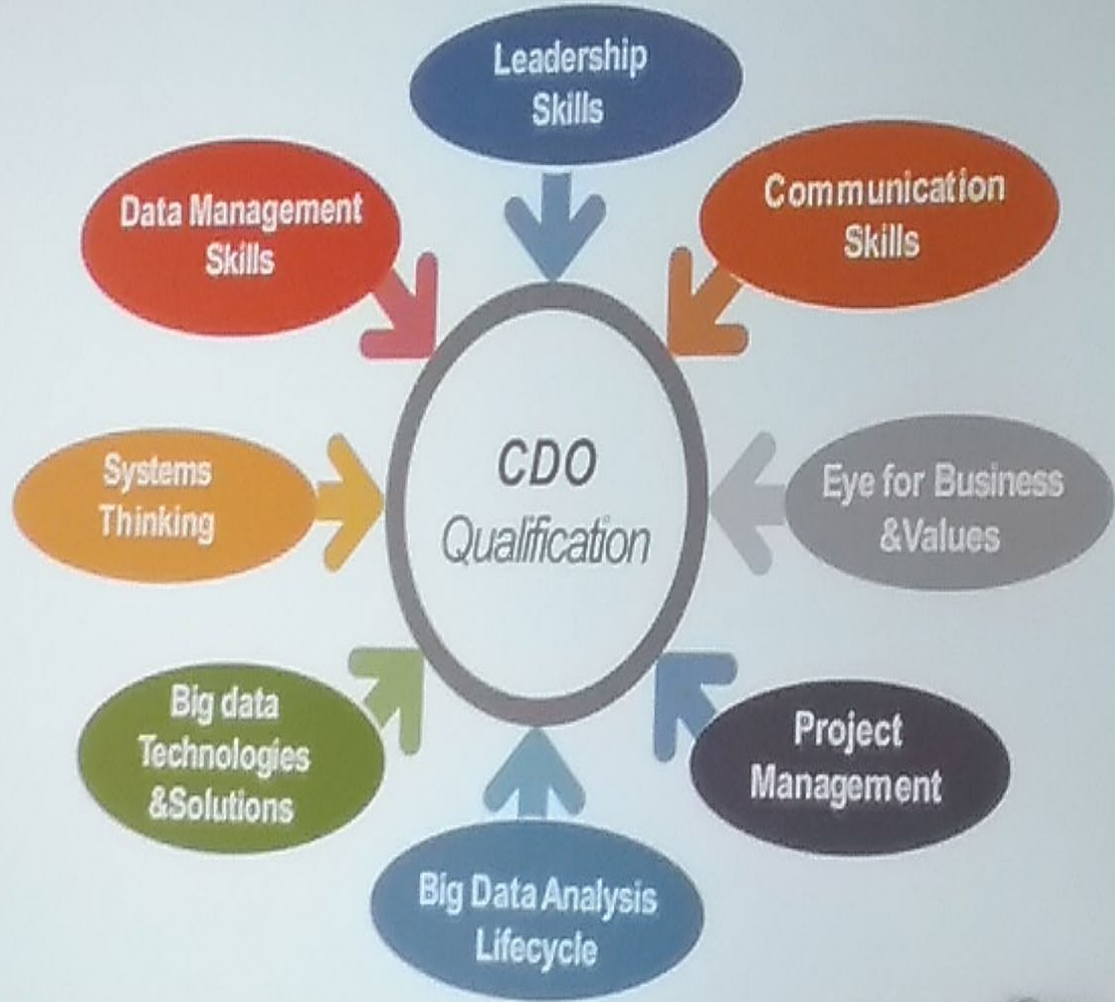 Leadership
Skills
Data Management
Skills
Communication
Skills
Systems
Thinking
CDO
Qualification
Eye for Business
&Values
Big data
Technologies
&Solutions
Project
Management
Big Data Analysis
Lifecycle